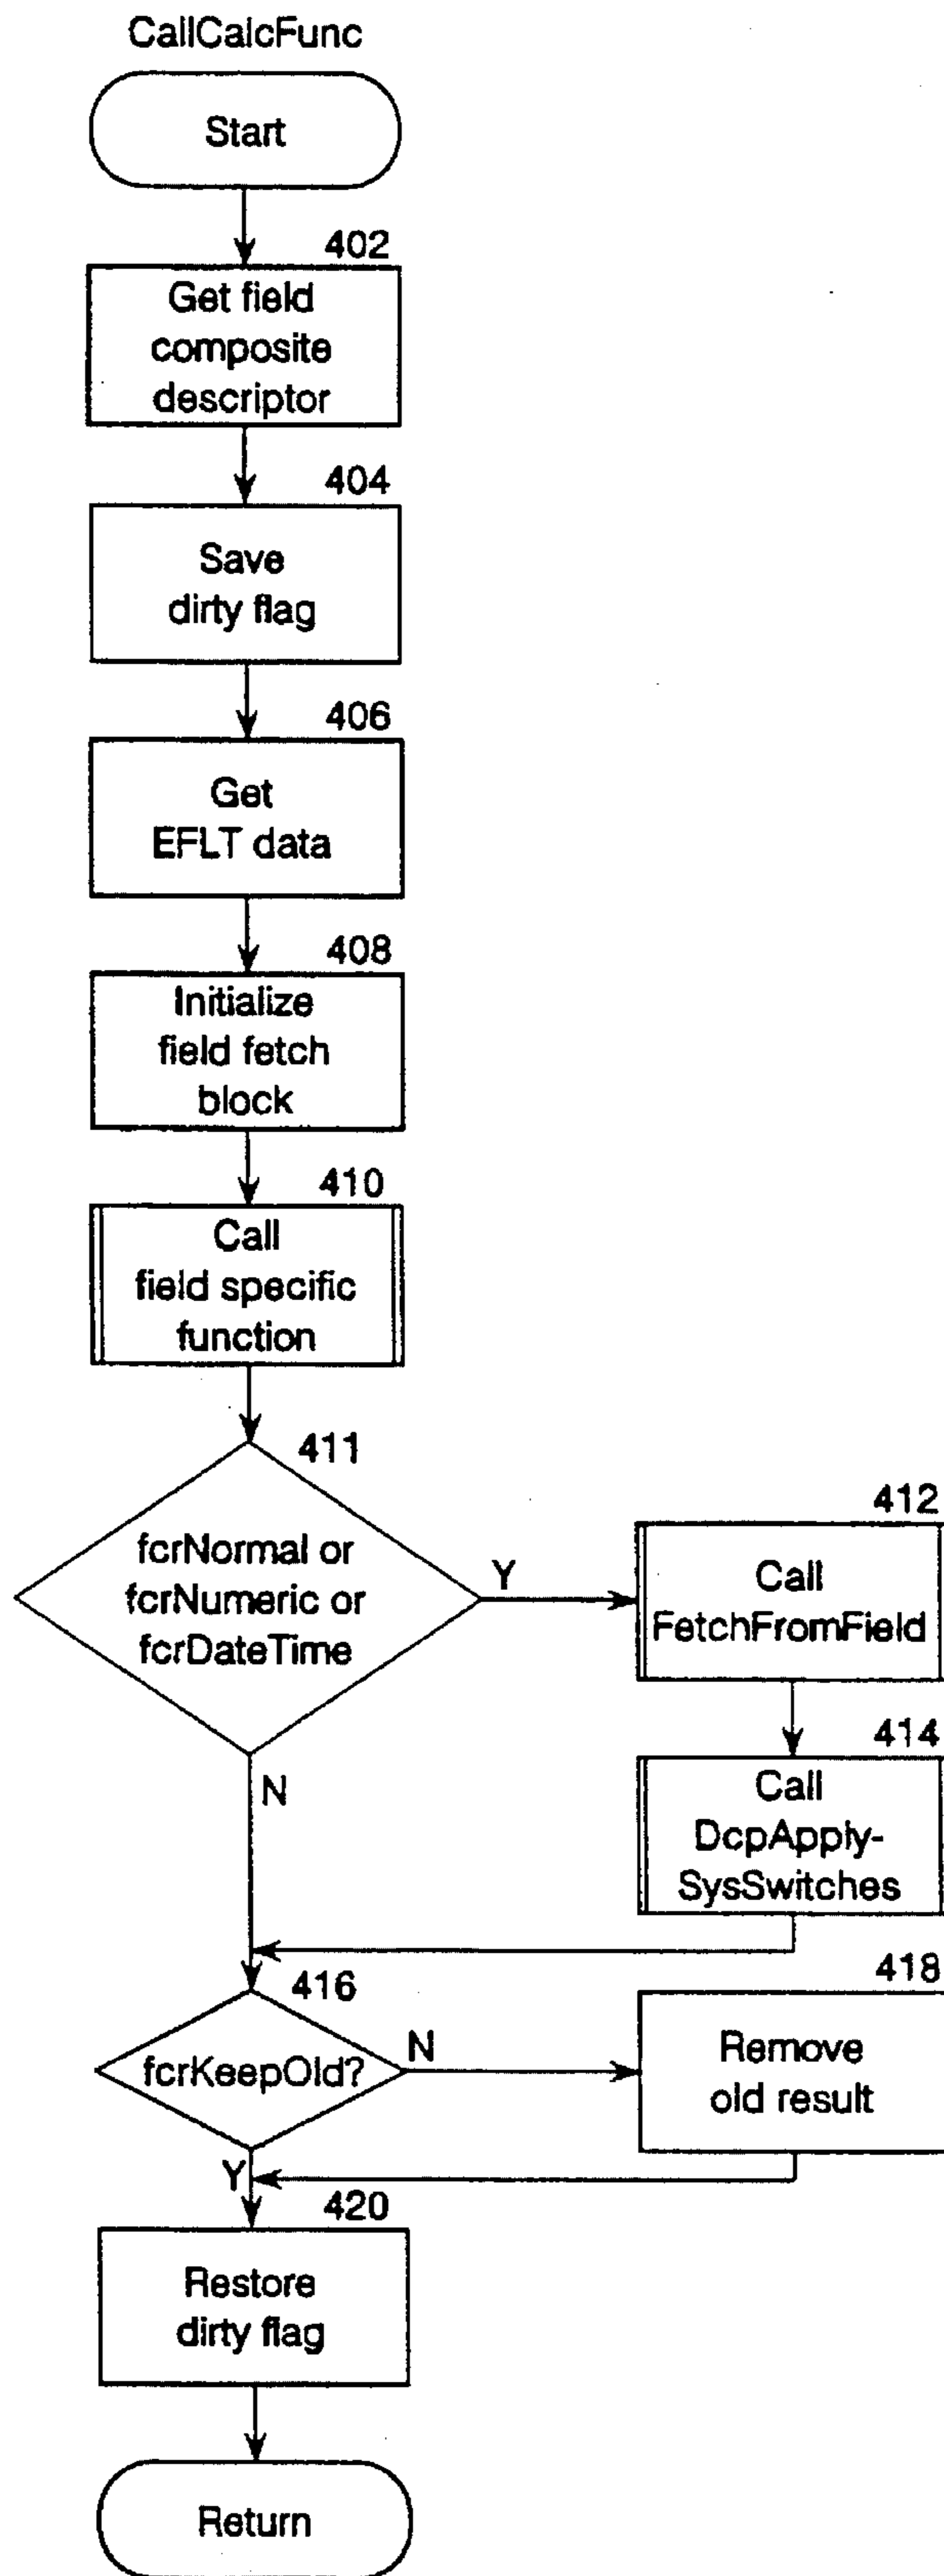 CallCalcFunc
Start
402
Get field
composite
descriptor
404
Save
dirty flag
406
Get
EFLT data
408
Initialize
field fetch
block
410
Call
field specific
function
411
fcrNormal or
fcrNumeric or
fcrDateTime
Y
N
412
Call
FetchFromField
414
Call
DcpApply-
SysSwitches
416
fcrKeepOld?
N
Y
418
Remove
old result
420
Restore
dirty flag
Return